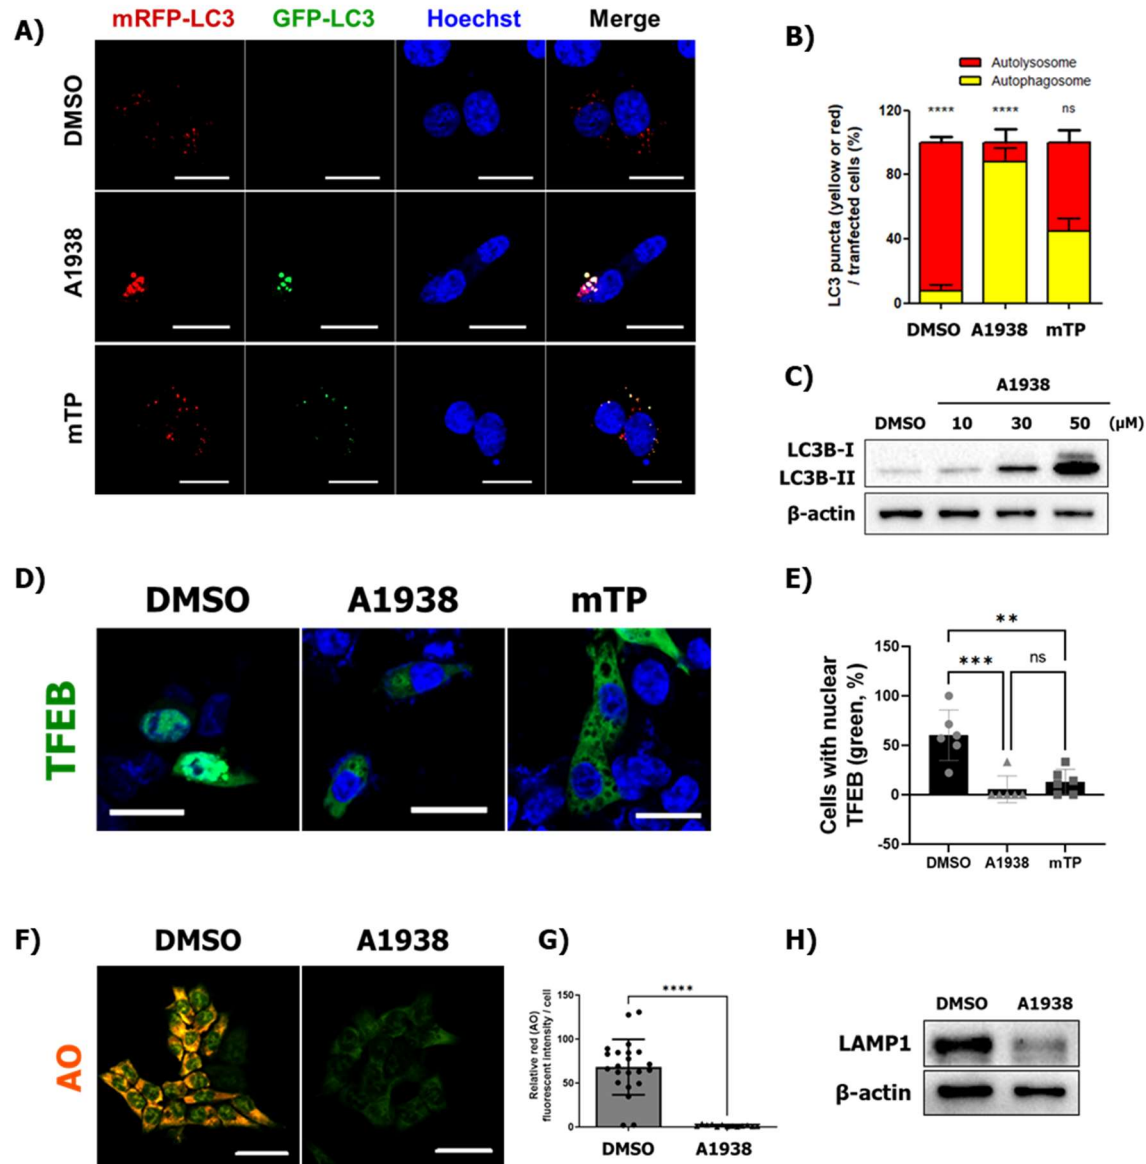 A)
mRFP-LC3 GFP-LC3 Hoechst Merge
DMSO
A1938
mTP
B)
Autolysosome
Autophagosome
LC3 puncta (yellow or red)
/ tranfected cells (%)
120
80
40
0
**** **** ns
DMSO A1938 mTP
C)
A1938
DMSO 10 30 50 (μM)
LC3B-I
LC3B-II
β-actin
D)
DMSO A1938 mTP
TFEB
E)
Cells with nuclear
TFEB (green, %)
150
100
50
0
-50
**
*** ns
DMSO A1938 mTP
F)
DMSO A1938
AO
G)
Relative red (AO)
fluorescent intensity / cell
150
100
50
0
****
DMSO A1938
H)
DMSO A1938
LAMP1
β-actin